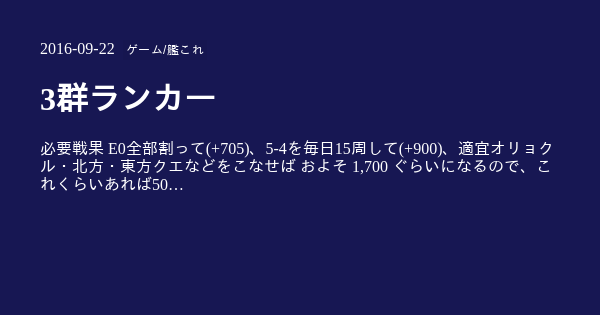 2016-09-22 ゲーム/艦これ
3群ランカー
必要戦果 E0全部割って(+705)、5-4を毎日15周して(+900)、適宜オリョク
ル・北方・東方クエなどをこなせば およそ 1,700 ぐらいになるので、こ
れくらいあれば50…